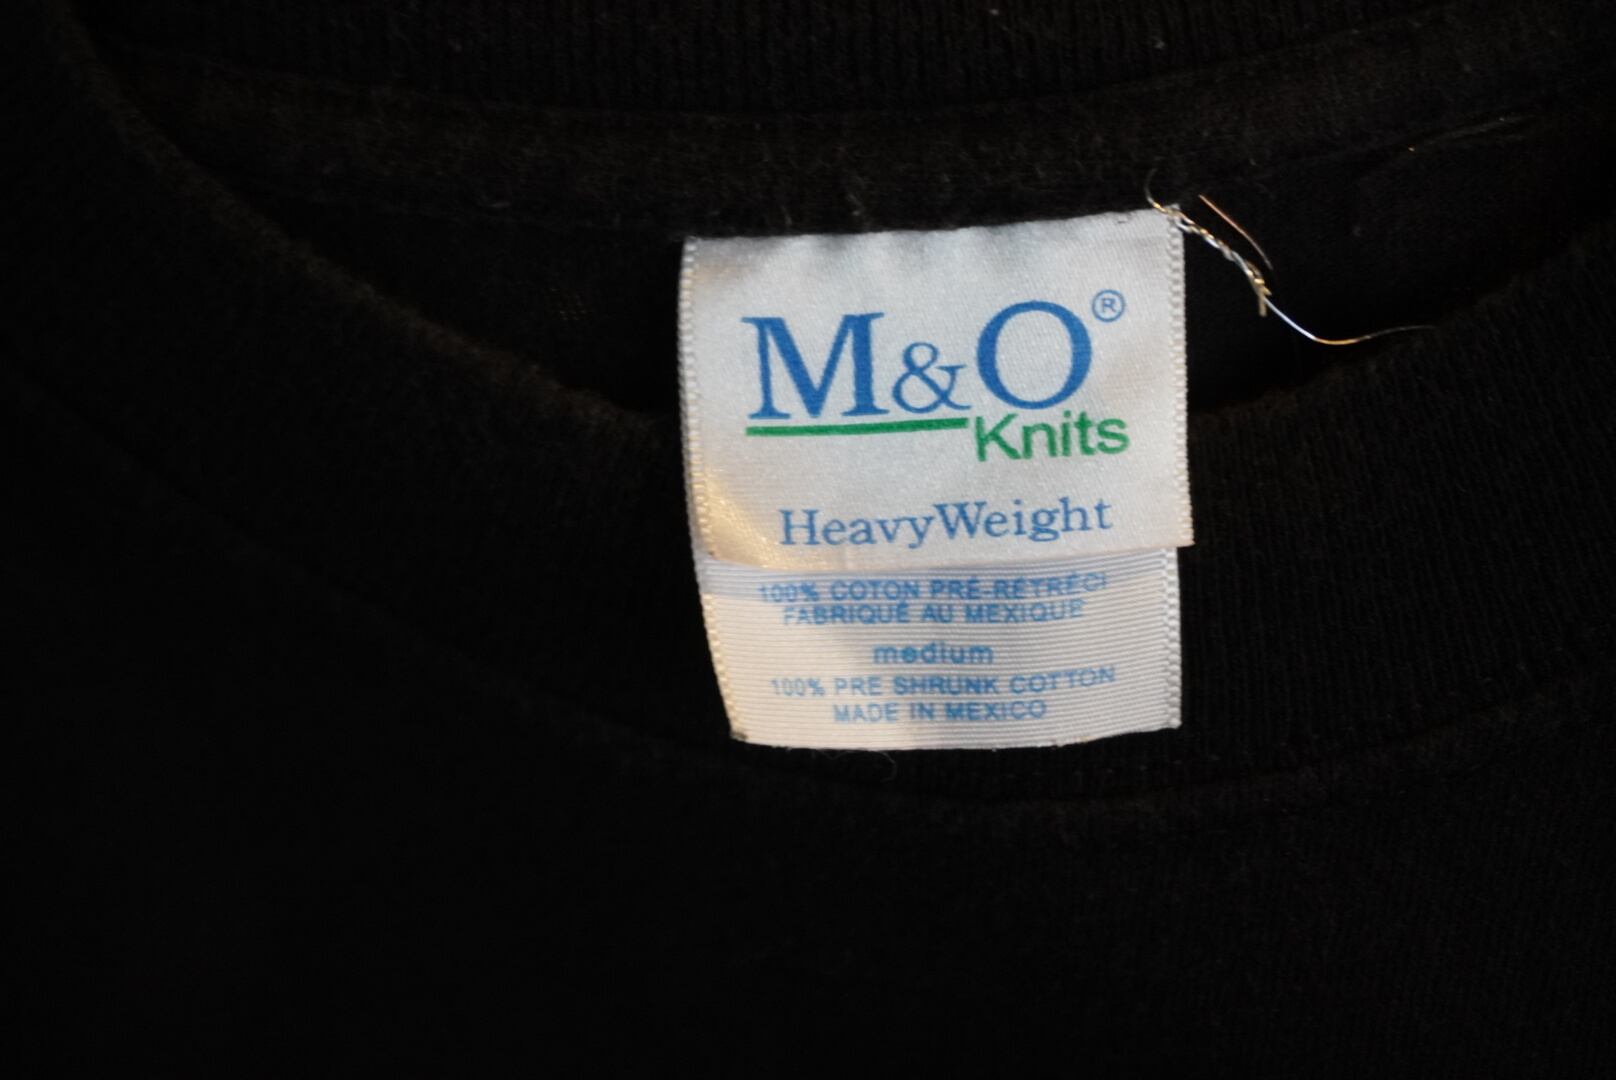 M&O®
Knits
HeavyWeight
100% COTON PRÉ-RÉTRÉCI
FABRIQUÉ AU MEXIQUE
medium
100% PRE SHRUNK COTTON
MADE IN MEXICO